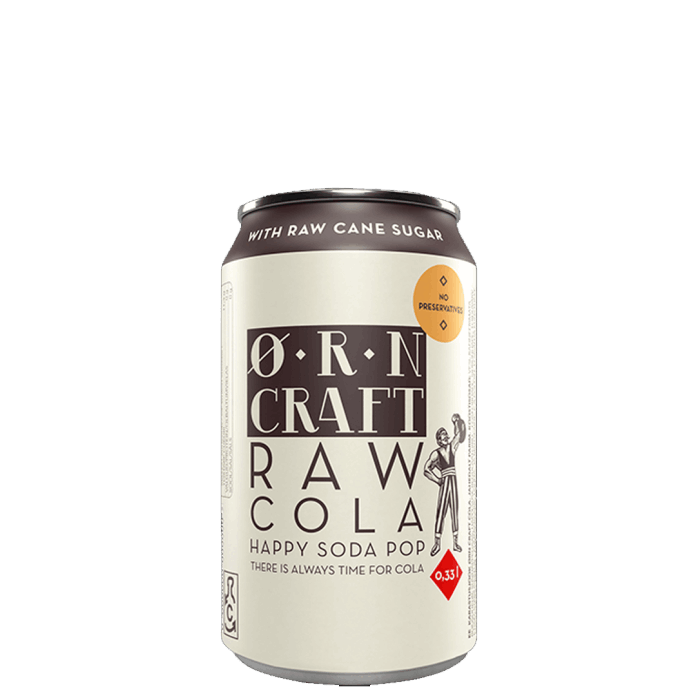 WITH RAW CANE SUGAR
NO
PRESERVATIVES
Ø·R·N
CRAFT
RAW
COLA
HAPPY SODA POP
THERE IS ALWAYS TIME FOR COLA
0,33 l